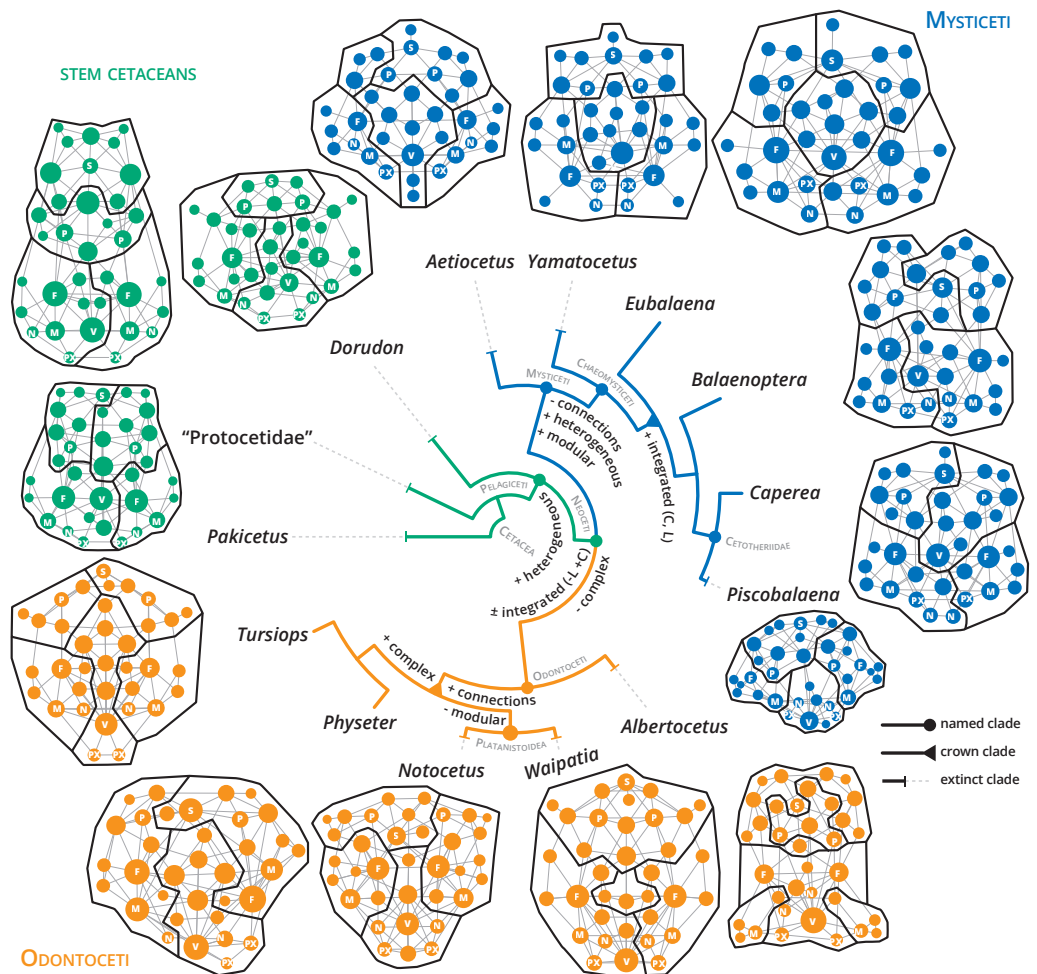 MYSTICETI
STEM CETACEANS
Aetiocetus
Yamatocetus
Eubalaena
Dorudon
Balaenoptera
"Protocetidae"
Caperea
Pakicetus
Piscobalaena
Tursiops
Physeter
Albertocetus
Notocetus
Waipatia
MYSTICETI
CHAEOMYSTICETI
- connections
+ heterogeneous
+ modular
+ integrated (C, L)
PELAGICETI
NEOCETI
CETACEA
CETOTHERIIDAE
+ heterogeneous
± integrated (-L +C)
- complex
ODONTOCETI
+ complex
+ connections
- modular
PLATANISTOIDEA
named clade
crown clade
extinct clade
ODONTOCETI